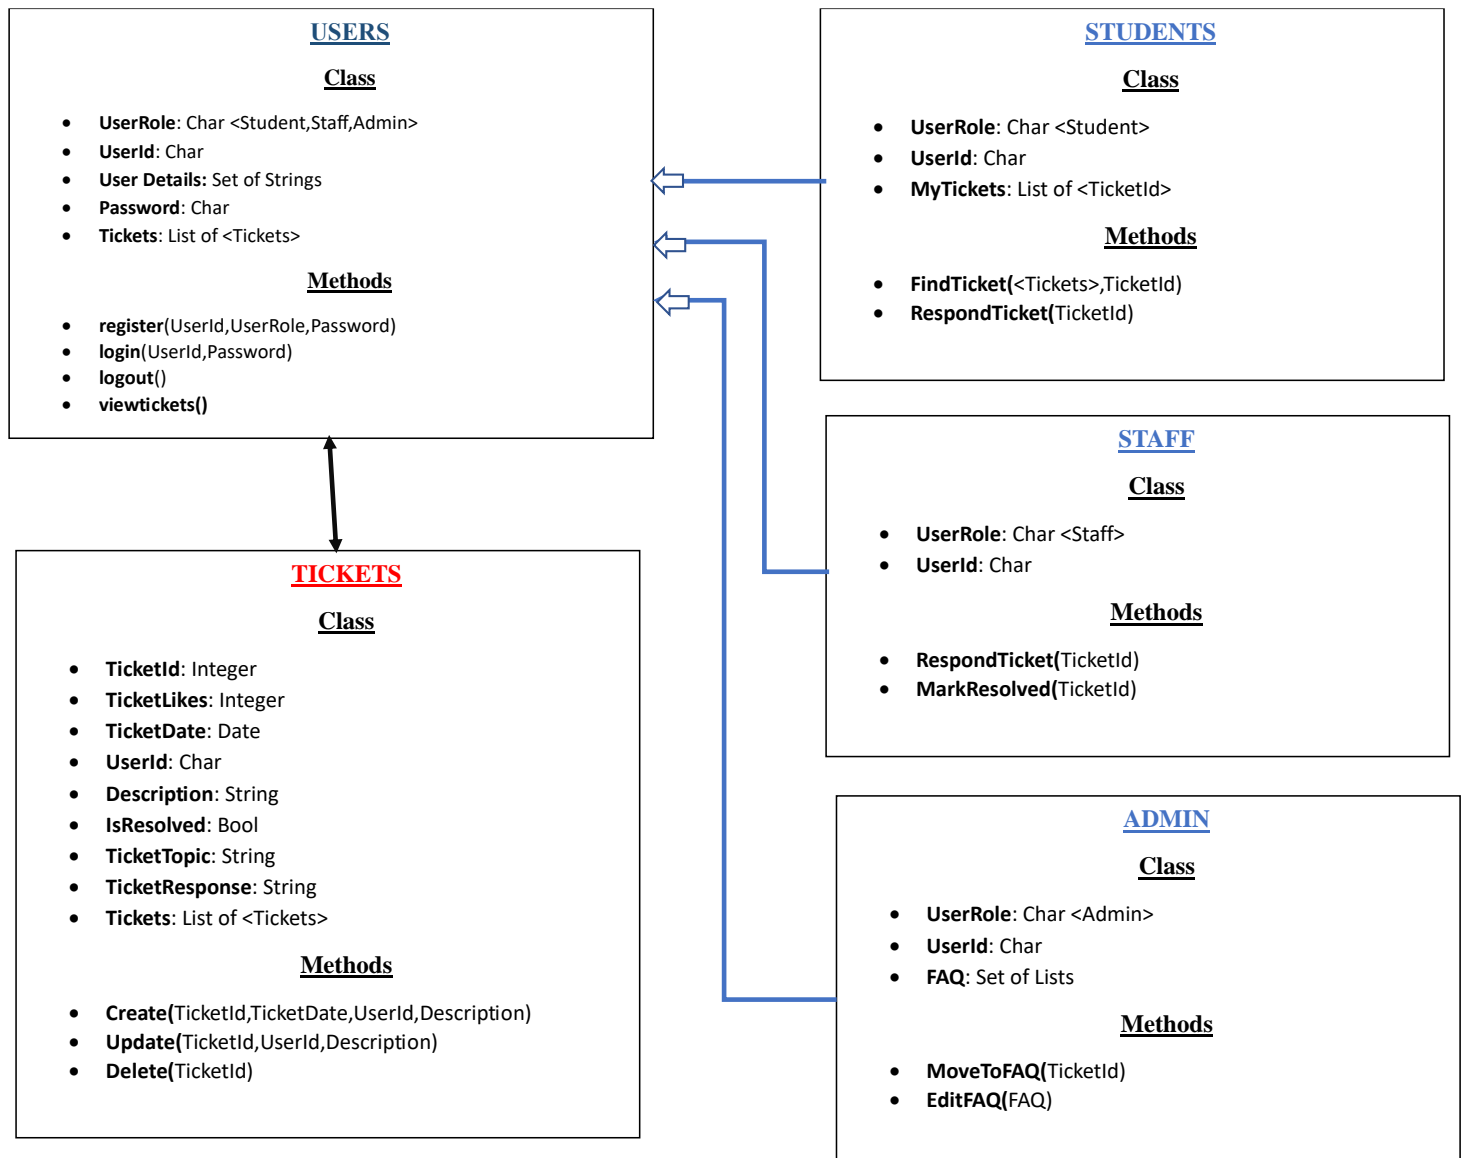 USERS
Class
• UserRole: Char <Student,Staff,Admin>
• UserId: Char
• User Details: Set of Strings
• Password: Char
• Tickets: List of <Tickets>
Methods
• register(UserId,UserRole,Password)
• login(UserId,Password)
• logout()
• viewtickets()
STUDENTS
Class
• UserRole: Char <Student>
• UserId: Char
• MyTickets: List of <TicketId>
Methods
• FindTicket(<Tickets>,TicketId)
• RespondTicket(TicketId)
STAFF
Class
• UserRole: Char <Staff>
• UserId: Char
Methods
• RespondTicket(TicketId)
• MarkResolved(TicketId)
TICKETS
Class
• TicketId: Integer
• TicketLikes: Integer
• TicketDate: Date
• UserId: Char
• Description: String
• IsResolved: Bool
• TicketTopic: String
• TicketResponse: String
• Tickets: List of <Tickets>
Methods
• Create(TicketId,TicketDate,UserId,Description)
• Update(TicketId,UserId,Description)
• Delete(TicketId)
ADMIN
Class
• UserRole: Char <Admin>
• UserId: Char
• FAQ: Set of Lists
Methods
• MoveToFAQ(TicketId)
• EditFAQ(FAQ)